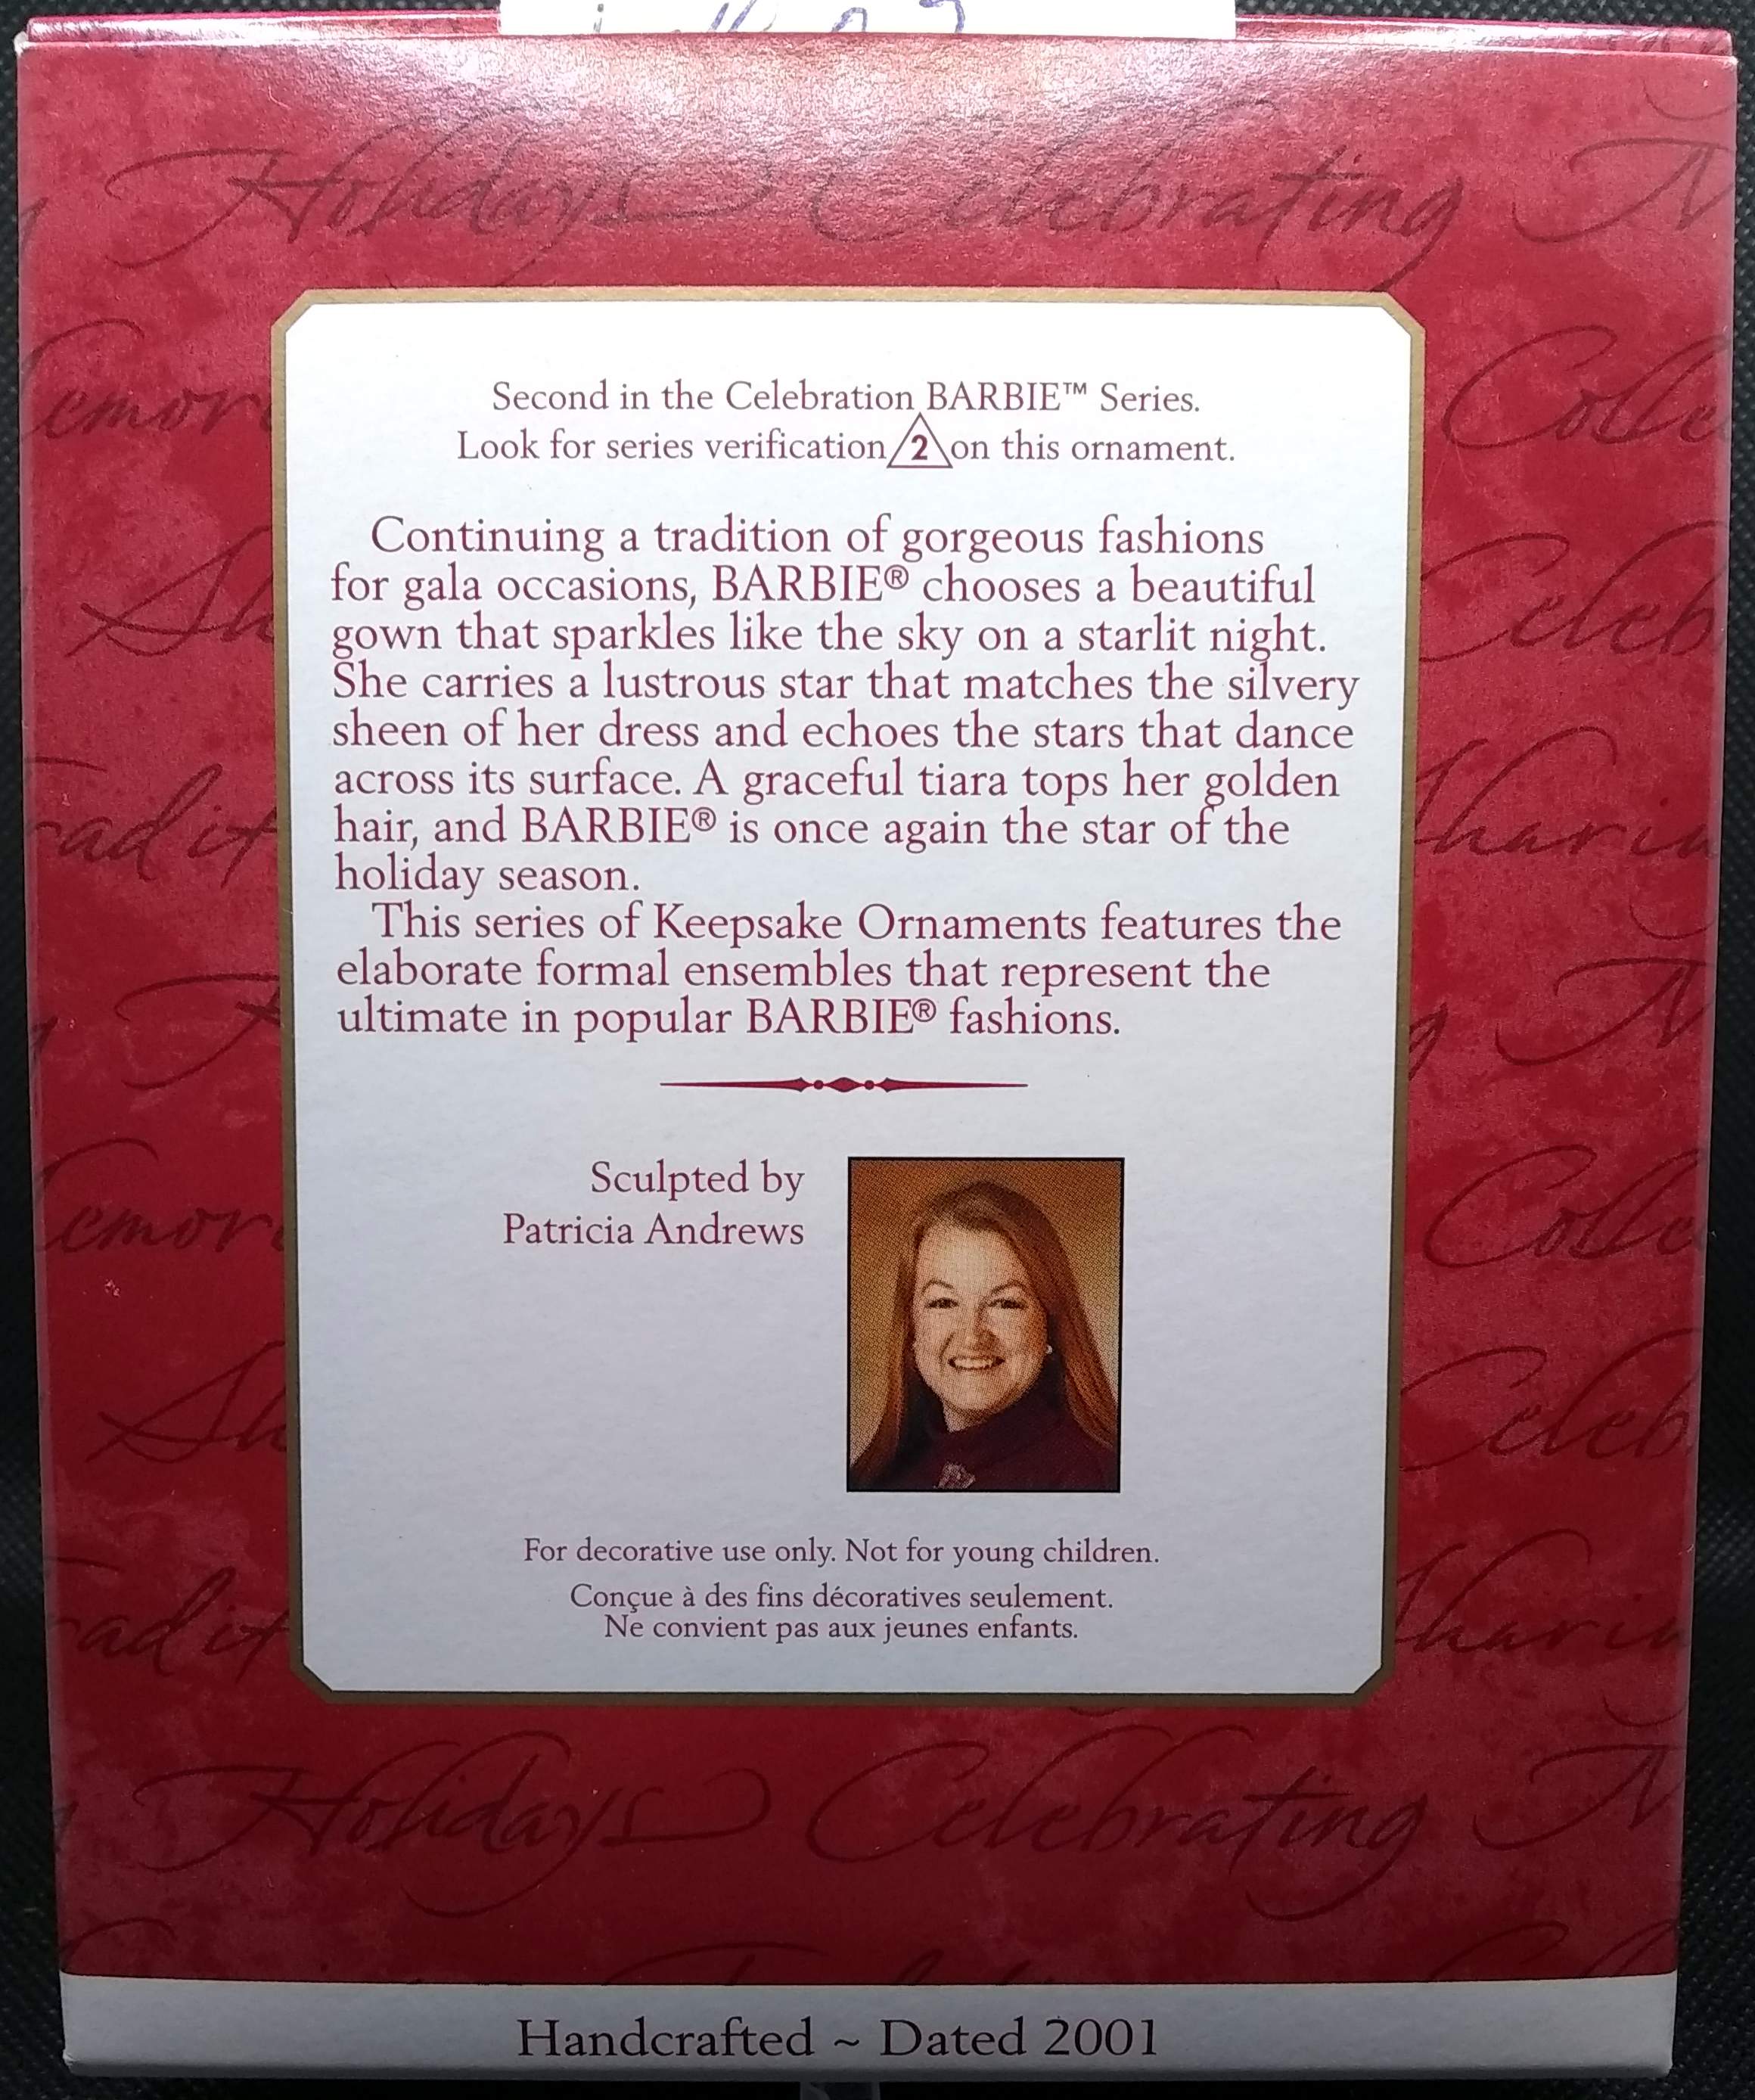 Holidays Celebrating
Second in the Celebration BARBIE™ Series.
Look for series verification 2 on this ornament.
Continuing a tradition of gorgeous fashions
for gala occasions, BARBIE® chooses a beautiful
gown that sparkles like the sky on a starlit night.
She carries a lustrous star that matches the silvery
sheen of her dress and echoes the stars that dance
across its surface. A graceful tiara tops her golden
hair, and BARBIE® is once again the star of the
holiday season.
This series of Keepsake Ornaments features the
elaborate formal ensembles that represent the
ultimate in popular BARBIE® fashions.
Sculpted by
Patricia Andrews
For decorative use only. Not for young children.
Conçue à des fins décoratives seulement.
Ne convient pas aux jeunes enfants.
Holidays Celebrating
Handcrafted ~ Dated 2001